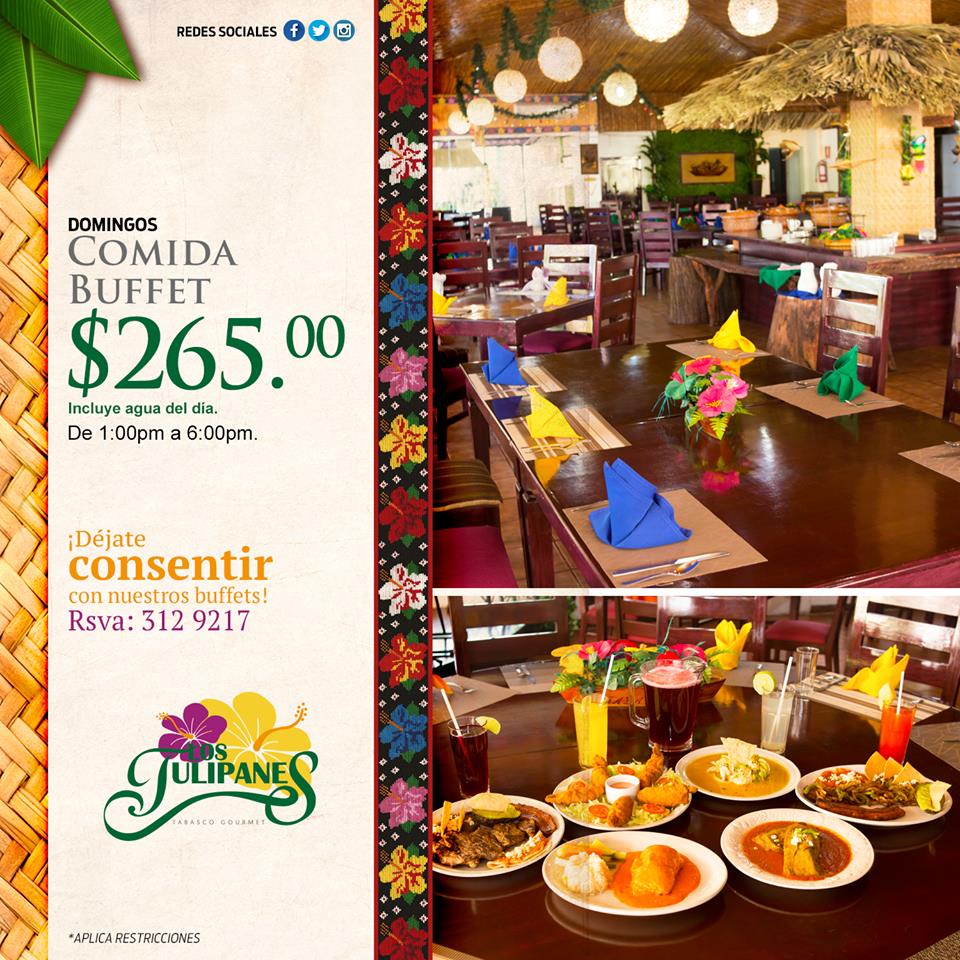 REDES SOCIALES
DOMINGOS
COMIDA
BUFFET
$265.00
Incluye agua del día.
De 1:00pm a 6:00pm.
¡Déjate
consentir
con nuestros buffets!
Rsva: 312 9217
LOS
TULIPANES
TABASCO GOURMET
*APLICA RESTRICCIONES